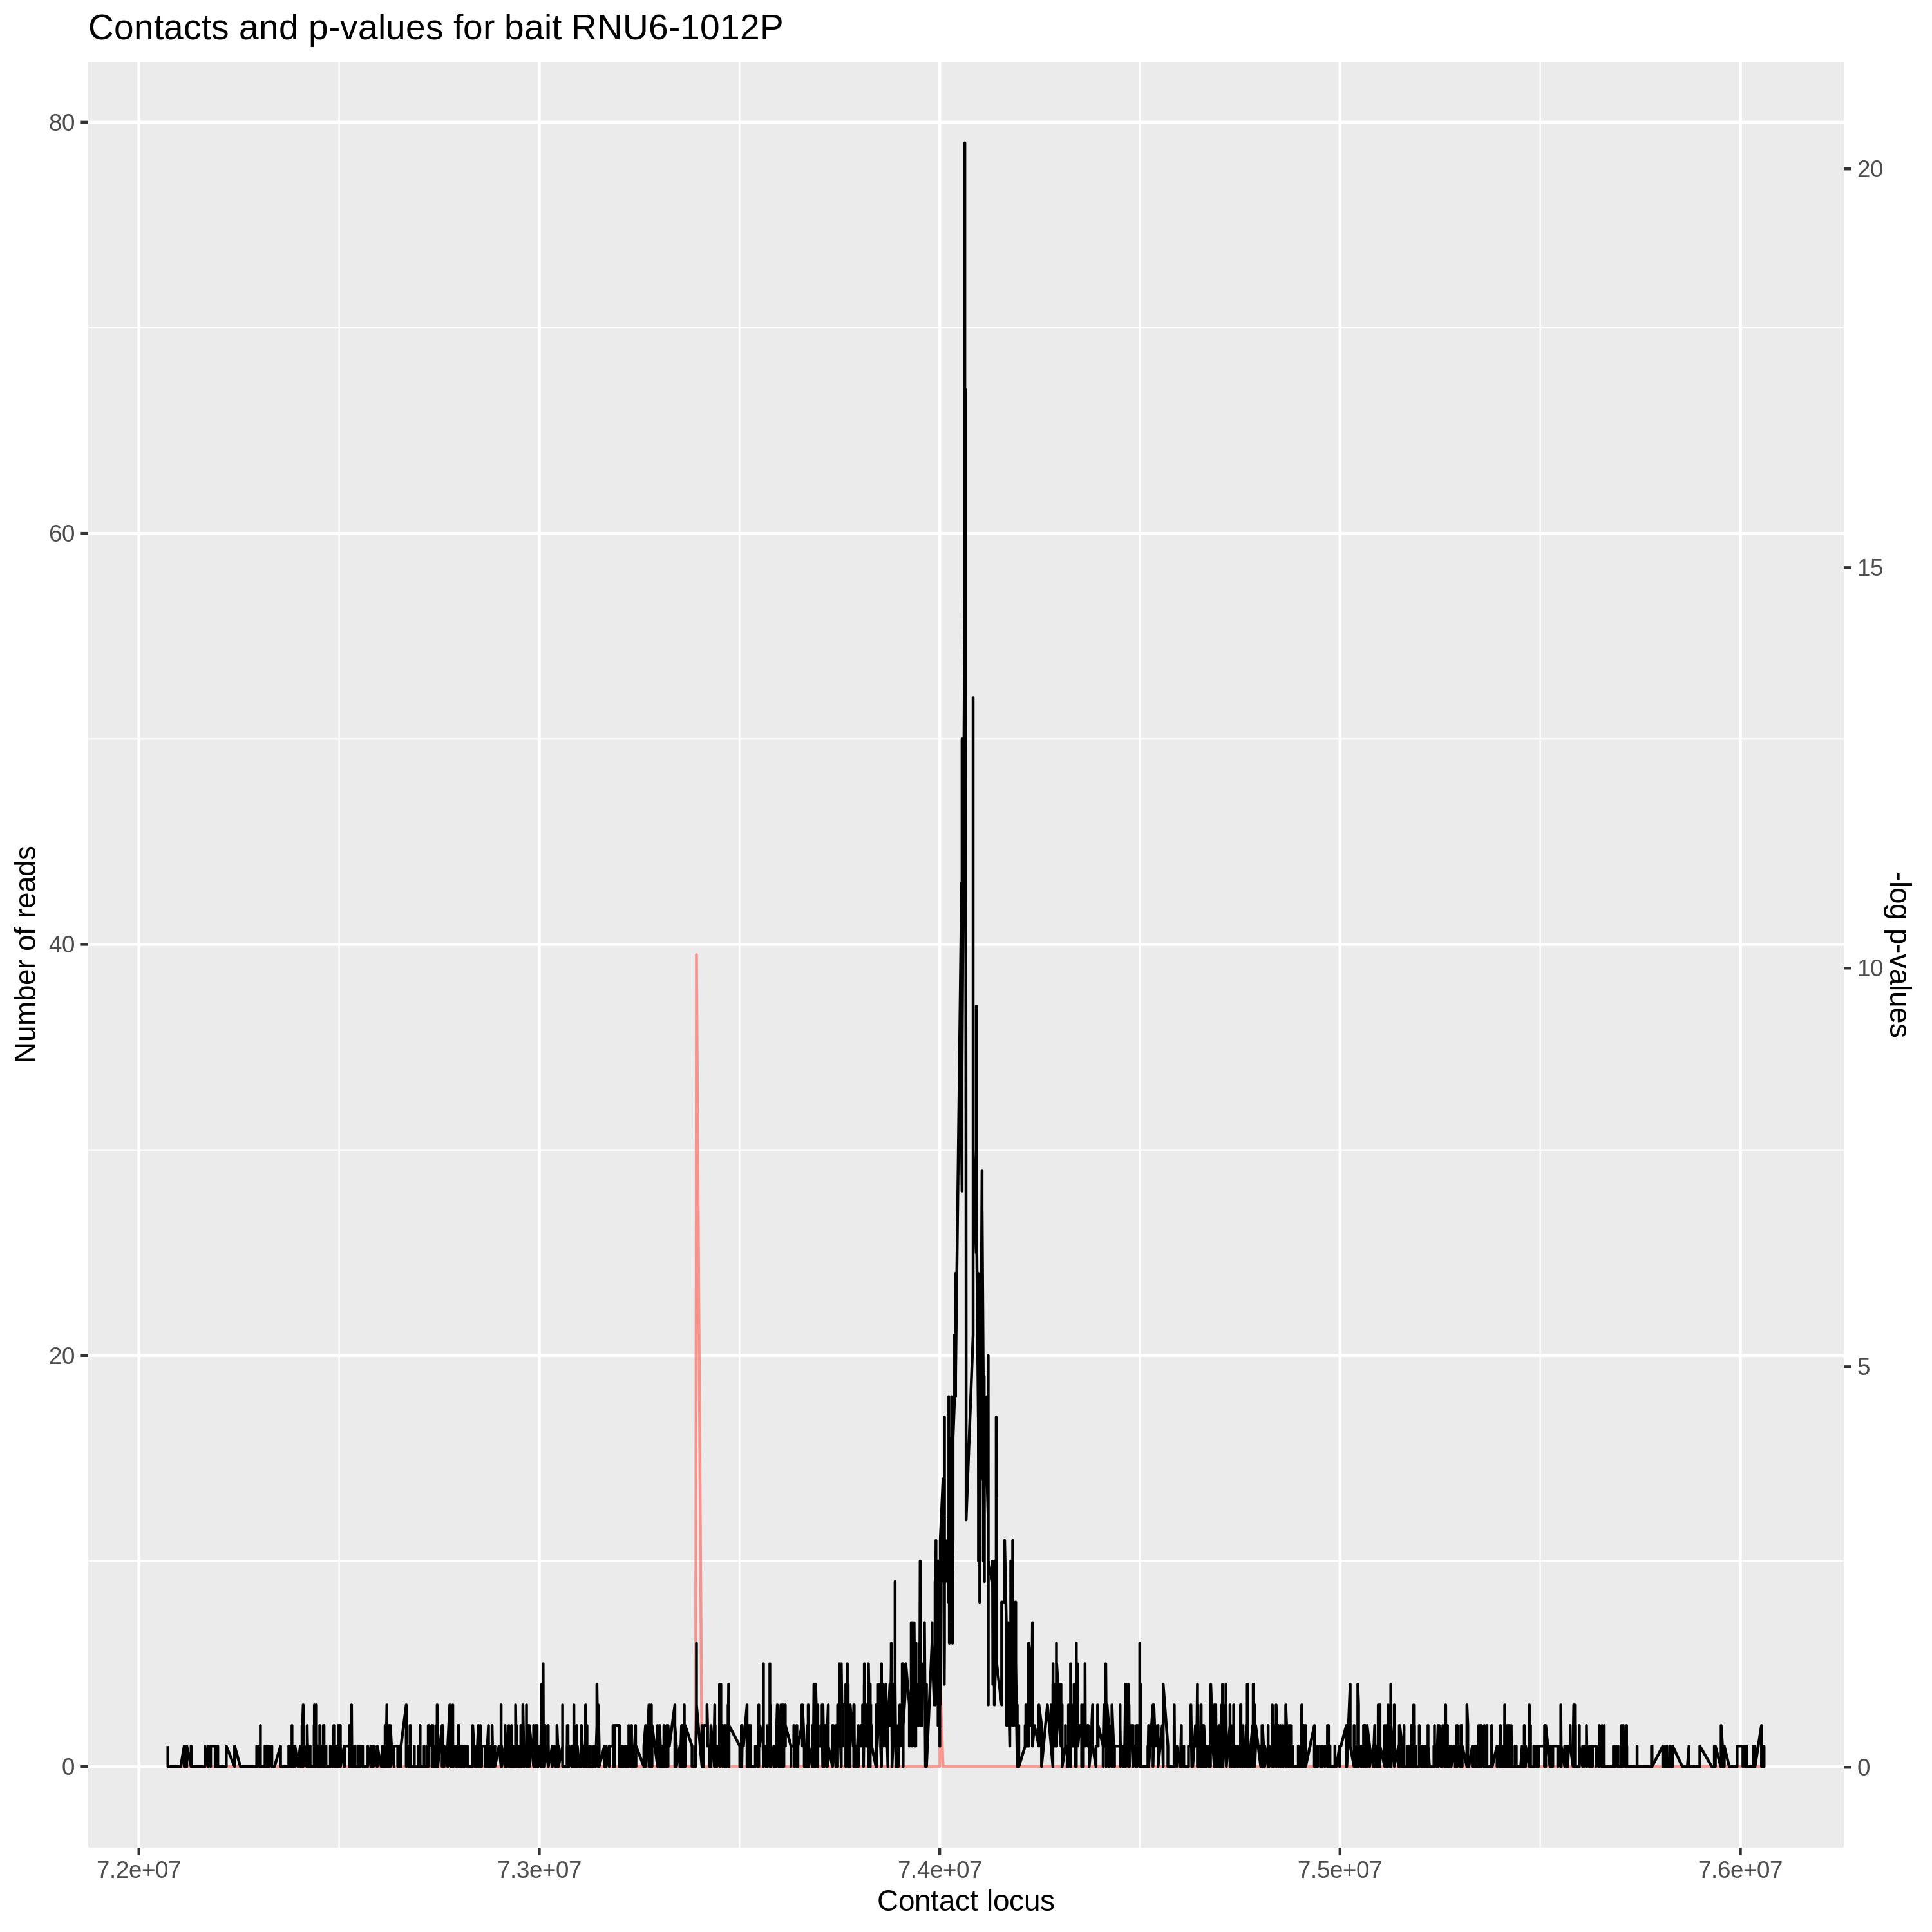 Contacts and p-values for bait RNU6-1012P
80
60
40
20
0
20
15
10
5
0
Number of reads
-log p-values
7.2e+07
7.3e+07
7.4e+07
7.5e+07
7.6e+07
Contact locus